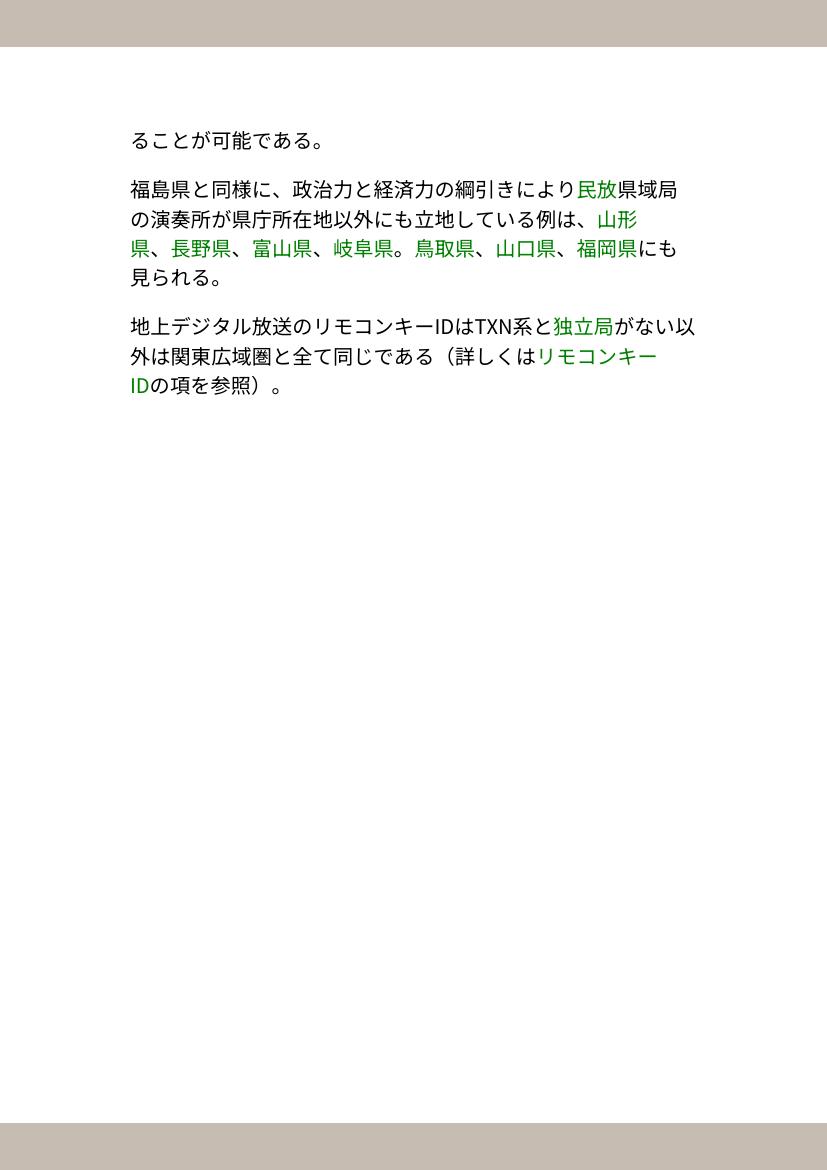 ることが可能である。
福島県と同様に、政治力と経済力の綱引きにより民放県域局
の演奏所が県庁所在地以外にも立地している例は、山形
県、長野県、富山県、岐阜県。鳥取県、山口県、福岡県にも
見られる。
地上デジタル放送のリモコンキーIDはTXN系と独立局がない以
外は関東広域圏と全て同じである（詳しくはリモコンキー
IDの項を参照）。